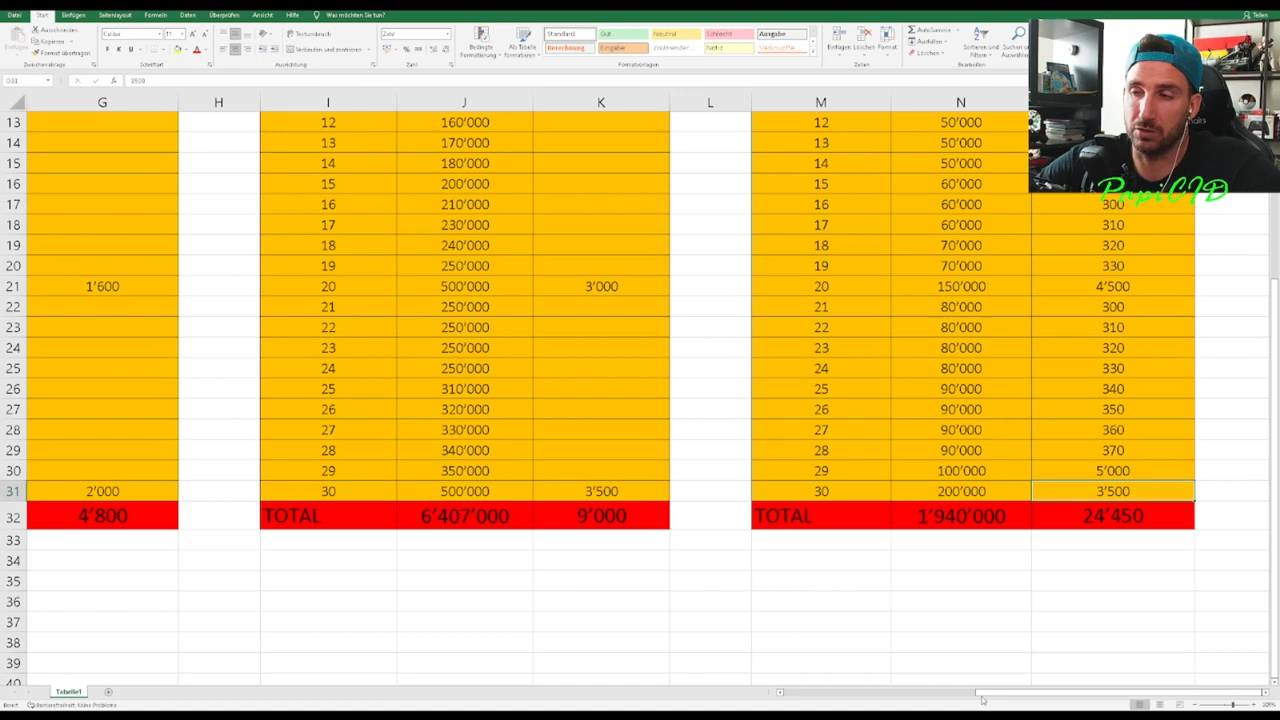 Datei Start Einfügen Seitenlayout Formeln Daten Überprüfen Ansicht Hilfe Was möchten Sie tun? Teilen
Ausschneiden
Kopieren
Format übertragen
Zwischenablage
Calibri 11
Schriftart
Textumbruch
Verbinden und zentrieren
Ausrichtung
Zahl
Zahl
Bedingte Formatierung
Als Tabelle formatieren
Standard Gut Neutral Schlecht Ausgabe
Berechnung Eingabe Notiz
Formatvorlagen
Einfügen Löschen Format
Zellen
AutoSumme
Ausfüllen
Löschen
Sortieren und
Suchen und
O31 3500
PapiCID
G H I J K L M N
13 12 160’000 12 50’000
14 13 170’000 13 50’000
15 14 180’000 14 50’000
16 15 200’000 15 60’000
17 16 210’000 16 60’000 300
18 17 230’000 17 60’000 310
19 18 240’000 18 70’000 320
20 19 250’000 19 70’000 330
21 1’600 20 500’000 3’000 20 150’000 4’500
22 21 250’000 21 80’000 300
23 22 250’000 22 80’000 310
24 23 250’000 23 80’000 320
25 24 250’000 24 80’000 330
26 25 310’000 25 90’000 340
27 26 320’000 26 90’000 350
28 27 330’000 27 90’000 360
29 28 340’000 28 90’000 370
30 29 350’000 29 100’000 5’000
31 2’000 30 500’000 3’500 30 200’000 3’500
32 4’800 TOTAL 6’407’000 9’000 TOTAL 1’940’000 24’450
33
34
35
36
37
38
39
40
Tabelle1
Bereit Barrierefreiheit: Keine Probleme